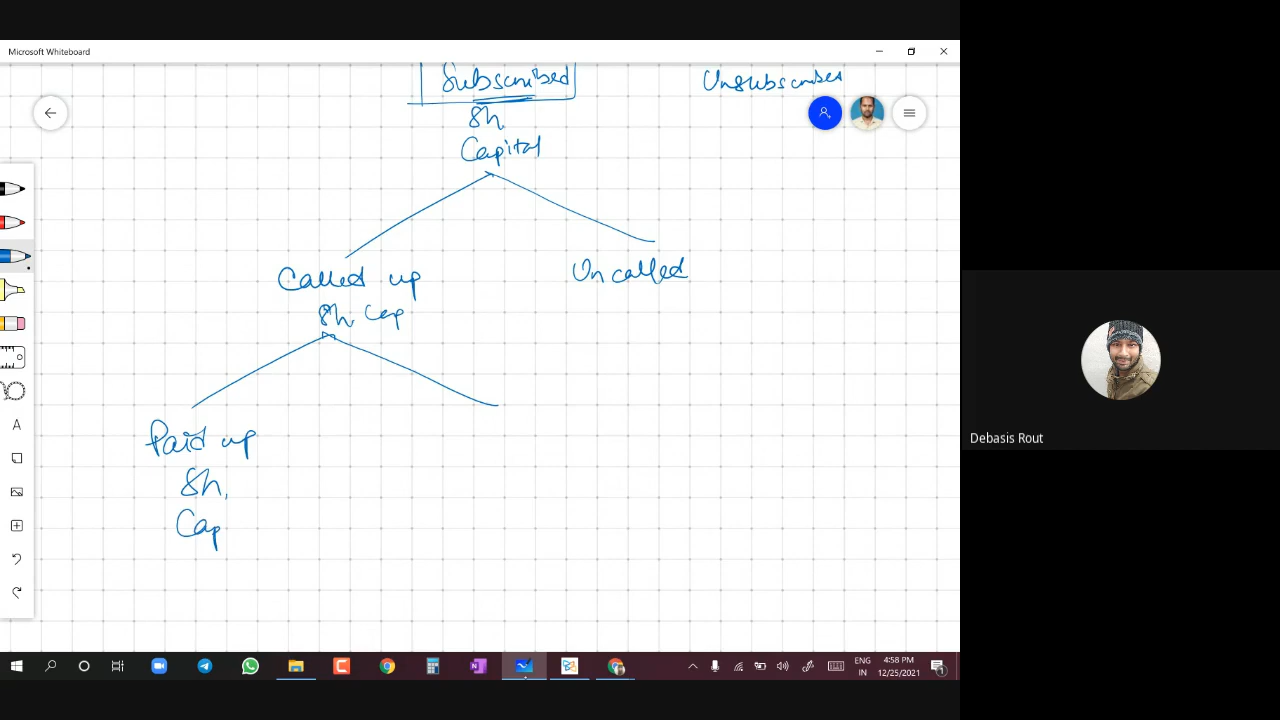 Microsoft Whiteboard
Subscribed
Unsubscribed
Sh.
Capital
Called up
Uncalled
Sh. Cap
Paid up
Sh.
Cap
Debasis Rout
A
ENG
IN
4:58 PM
12/25/2021
1